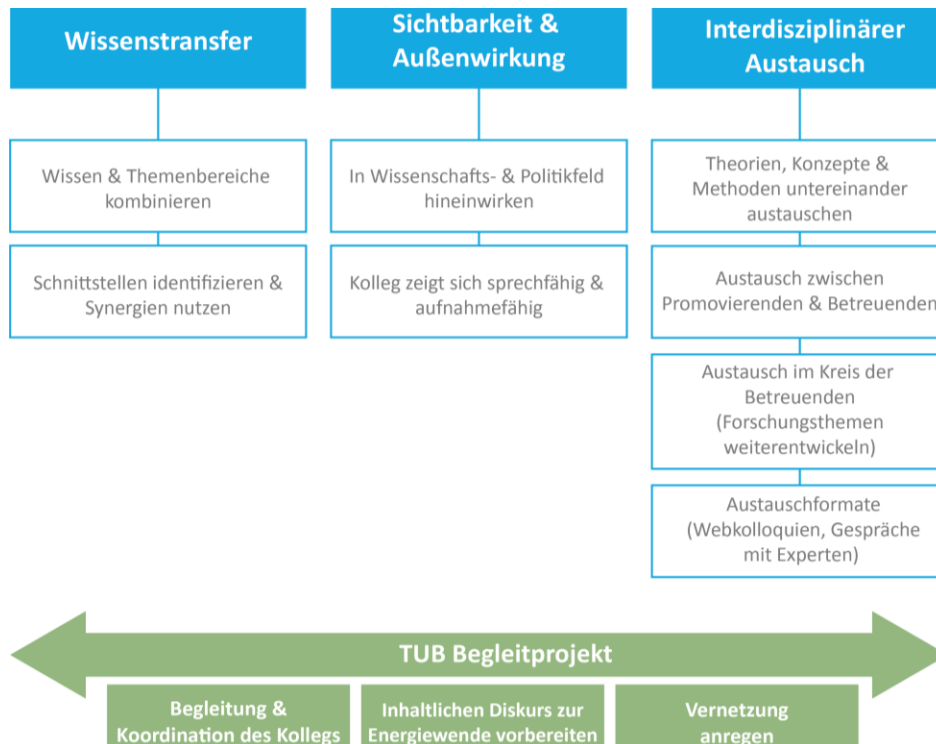 Wissenstransfer
Wissen & Themenbereiche
kombinieren
Schnittstellen identifizieren &
Synergien nutzen
Sichtbarkeit &
Außenwirkung
In Wissenschafts- & Politikfeld
hineinwirken
Kolleg zeigt sich sprechfähig &
aufnahmefähig
Interdisziplinärer
Austausch
Theorien, Konzepte &
Methoden untereinander
austauschen
Austausch zwischen
Promovierenden & Betreuenden
Austausch im Kreis der
Betreuenden
(Forschungsthemen
weiterentwickeln)
Austauschformate
(Webkolloquien, Gespräche
mit Experten)
TUB Begleitprojekt
Begleitung &
Koordination des Kollegs
Inhaltlichen Diskurs zur
Energiewende vorbereiten
Vernetzung
anregen